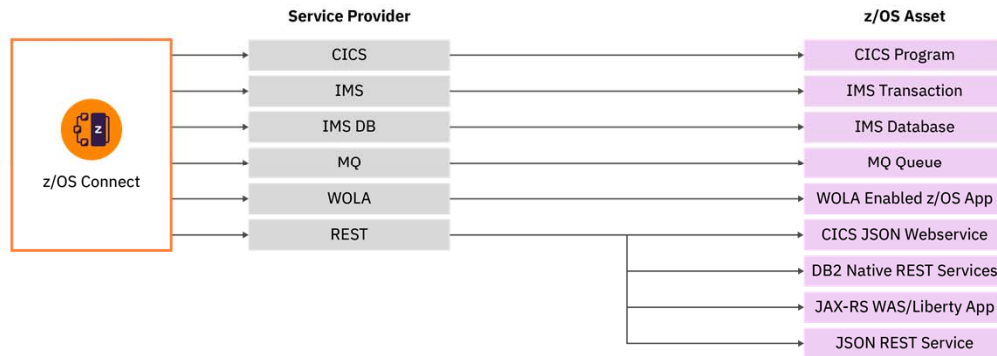 Service Provider
z/OS Asset
CICS
CICS Program
IMS
IMS Transaction
IMS DB
IMS Database
z
z/OS Connect
MQ
MQ Queue
WOLA
WOLA Enabled z/OS App
REST
CICS JSON Webservice
DB2 Native REST Services
JAX-RS WAS/Liberty App
JSON REST Service